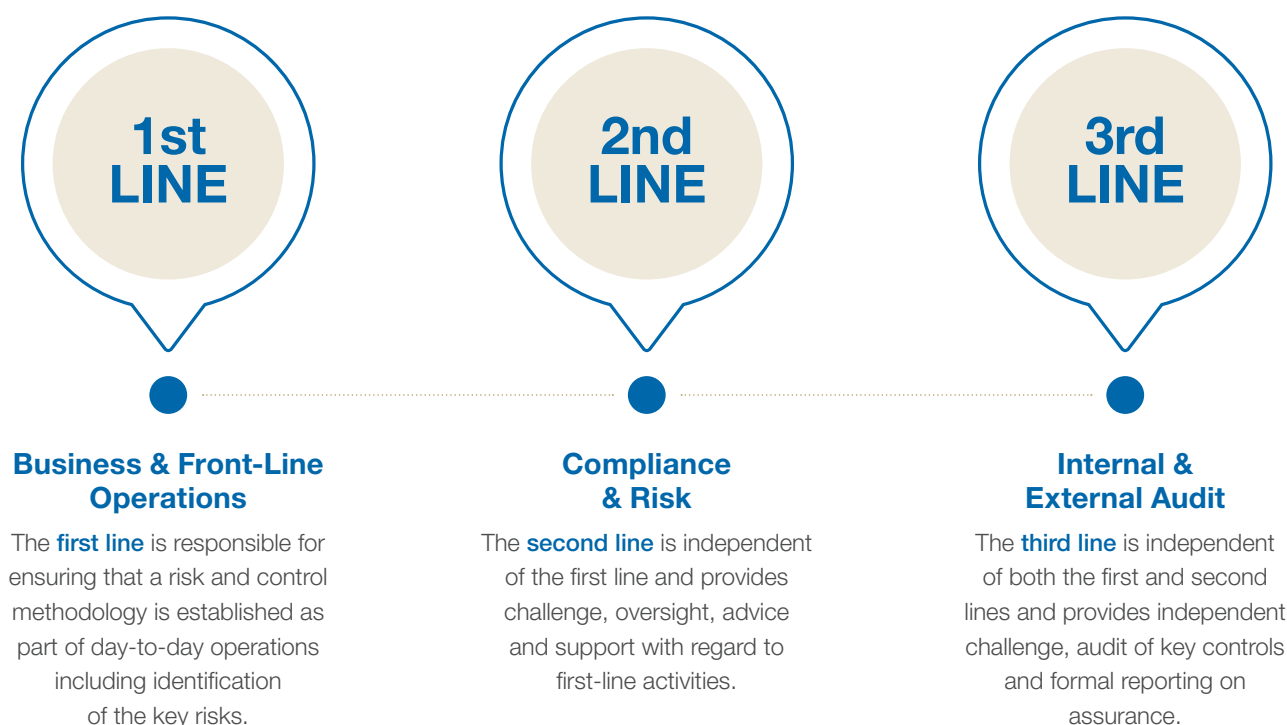 1st
LINE
Business & Front-Line
Operations
The first line is responsible for
ensuring that a risk and control
methodology is established as
part of day-to-day operations
including identification
of the key risks.
2nd
LINE
Compliance
& Risk
The second line is independent
of the first line and provides
challenge, oversight, advice
and support with regard to
first-line activities.
3rd
LINE
Internal &
External Audit
The third line is independent
of both the first and second
lines and provides independent
challenge, audit of key controls
and formal reporting on
assurance.